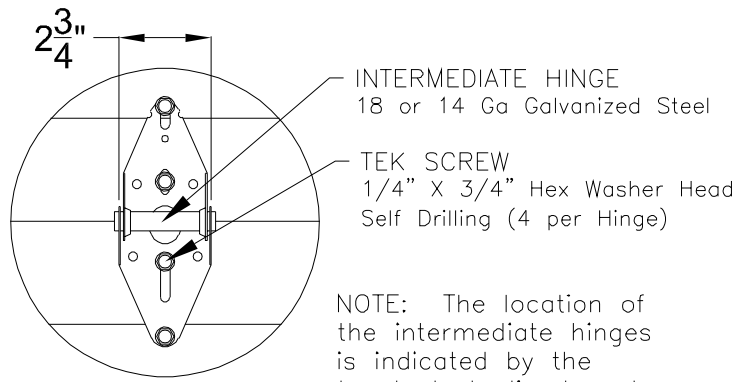 2 3/4"
INTERMEDIATE HINGE
18 or 14 Ga Galvanized Steel
TEK SCREW
1/4" X 3/4" Hex Washer Head
Self Drilling (4 per Hinge)
NOTE: The location of
the intermediate hinges
is indicated by the